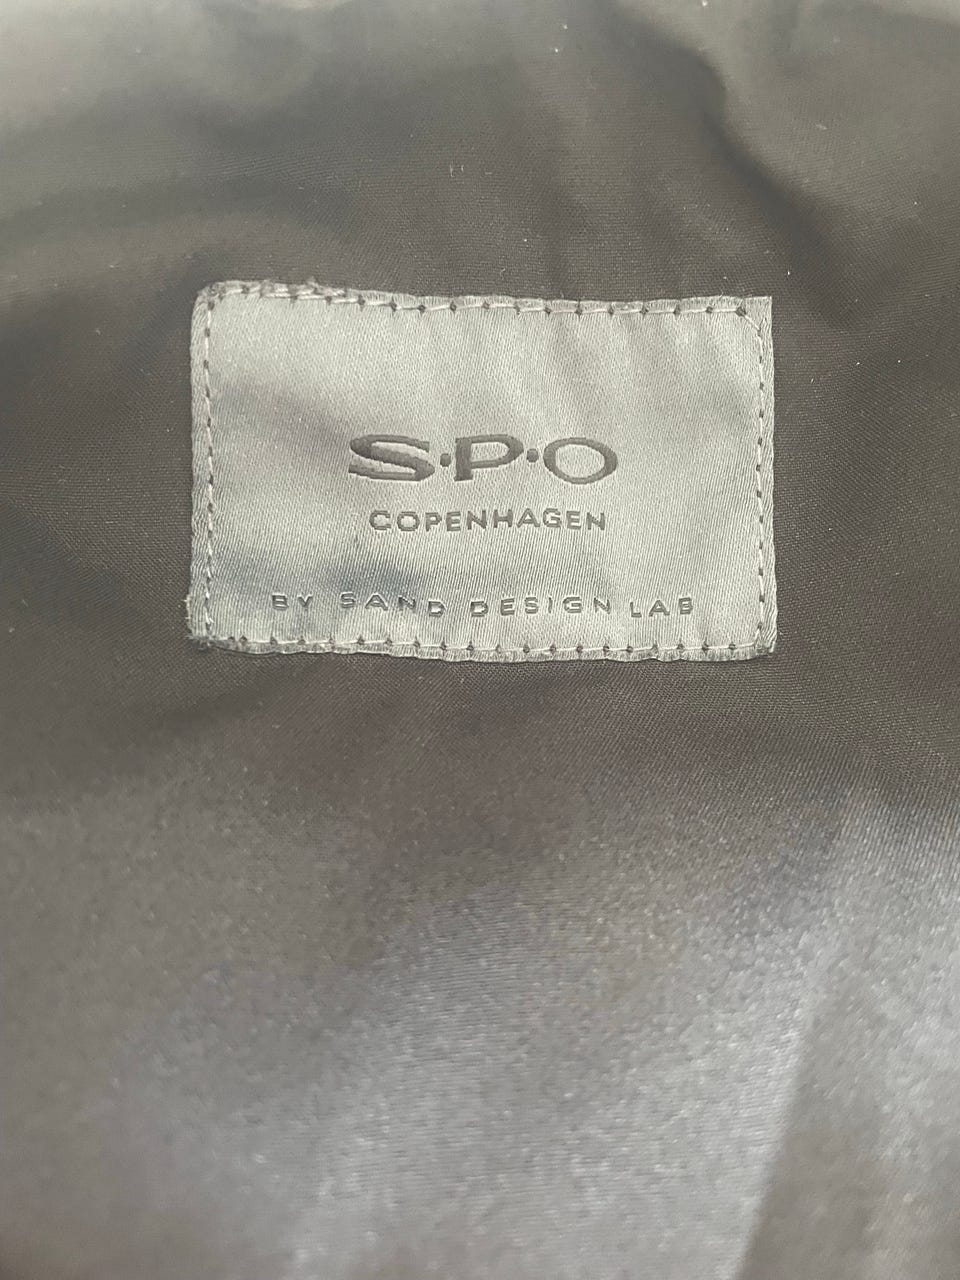 S·P·O
COPENHAGEN
BY SAND DESIGN LAB